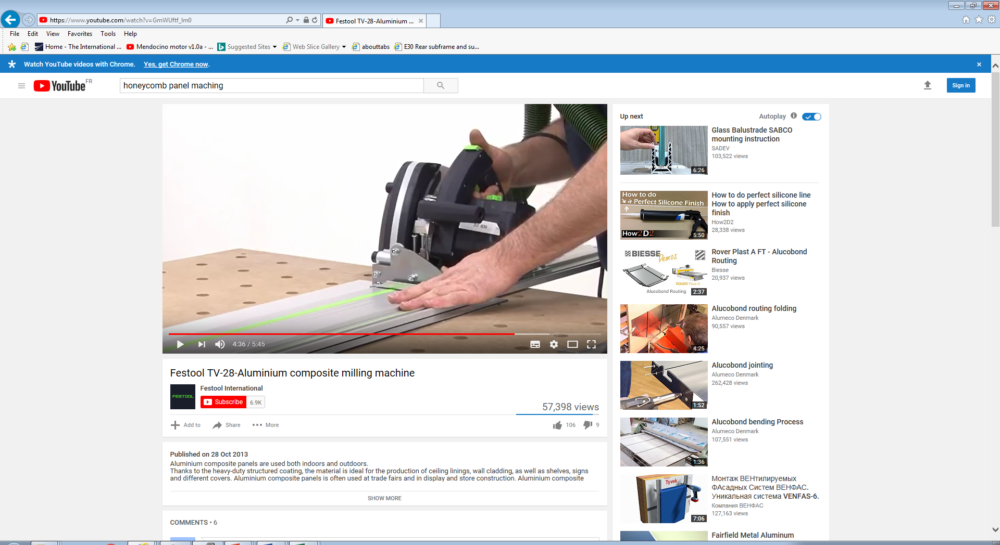 https://www.youtube.com/watch?v=GmWUftf_Im0
Festool TV-28-Aluminium ...
File Edit View Favorites Tools Help
Home - The International ... Mendocino motor v1.0a - ... Suggested Sites Web Slice Gallery abouttabs E30 Rear subframe and su...
Watch YouTube videos with Chrome. Yes, get Chrome now.
YouTube FR
honeycomb panel maching
Sign in
4:36 / 5:45
Festool TV-28-Aluminium composite milling machine
FESTOOL
Festool International
Subscribe 6.9K
57,398 views
Add to Share More
106 9
Published on 28 Oct 2013
Aluminium composite panels are used both indoors and outdoors.
Thanks to the heavy-duty structured coating, the material is ideal for the production of ceiling linings, wall cladding, as well as shelves, signs
and different covers. Aluminium composite panels is often used at trade fairs and in display and store construction. Aluminium composite
SHOW MORE
COMMENTS • 6
Up next
Autoplay
6:26
Glass Balustrade SABCO
mounting instruction
SADEV
103,522 views
How to do
a Perfect Silicone Finish
How2D2
5:50
How to do perfect silicone line
How to apply perfect silicone
finish
How2D2
28,338 views
BIESSE Demos
ROVER Plast A
Alucobond Routing
2:37
Rover Plast A FT - Alucobond
Routing
Biesse
20,937 views
4:25
Alucobond routing folding
Alumeco Denmark
90,557 views
1:52
Alucobond jointing
Alumeco Denmark
262,428 views
1:36
Alucobond bending Process
Alumeco Denmark
107,551 views
Tyvek
7:06
Монтаж ВЕНтилируемых
ФАсадных Систем ВЕНФАС.
Уникальная система VENFAS-6.
Компания ВЕНФАС
127,163 views
Fairfield Metal Aluminum